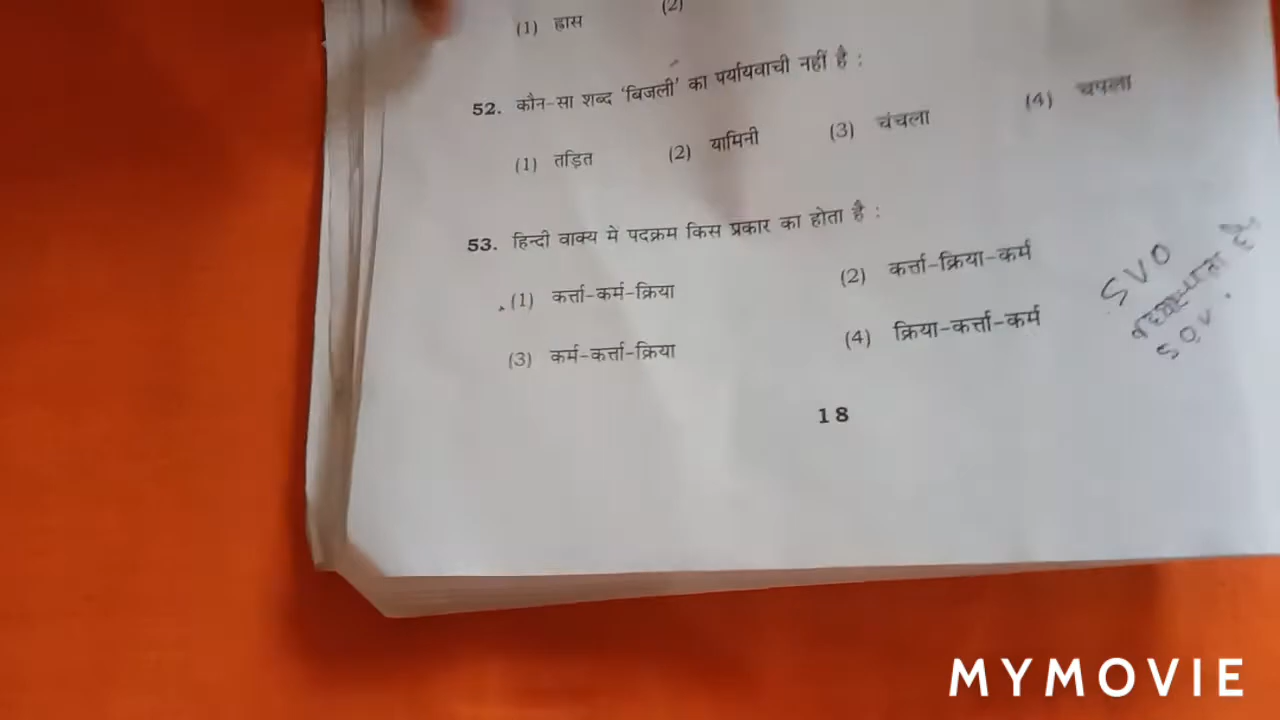 (1) ह्रास
(2)
52. कौन-सा शब्द 'बिजली' का पर्यायवाची नहीं है :
(1) तड़ित (2) यामिनी (3) चंचला (4) चपला
53. हिन्दी वाक्य मे पदक्रम किस प्रकार का होता है :
(1) कर्त्ता-कर्म-क्रिया (2) कर्त्ता-क्रिया-कर्म
(3) कर्म-कर्त्ता-क्रिया (4) क्रिया-कर्त्ता-कर्म
SVO
है
SOV
18
MYMOVIE